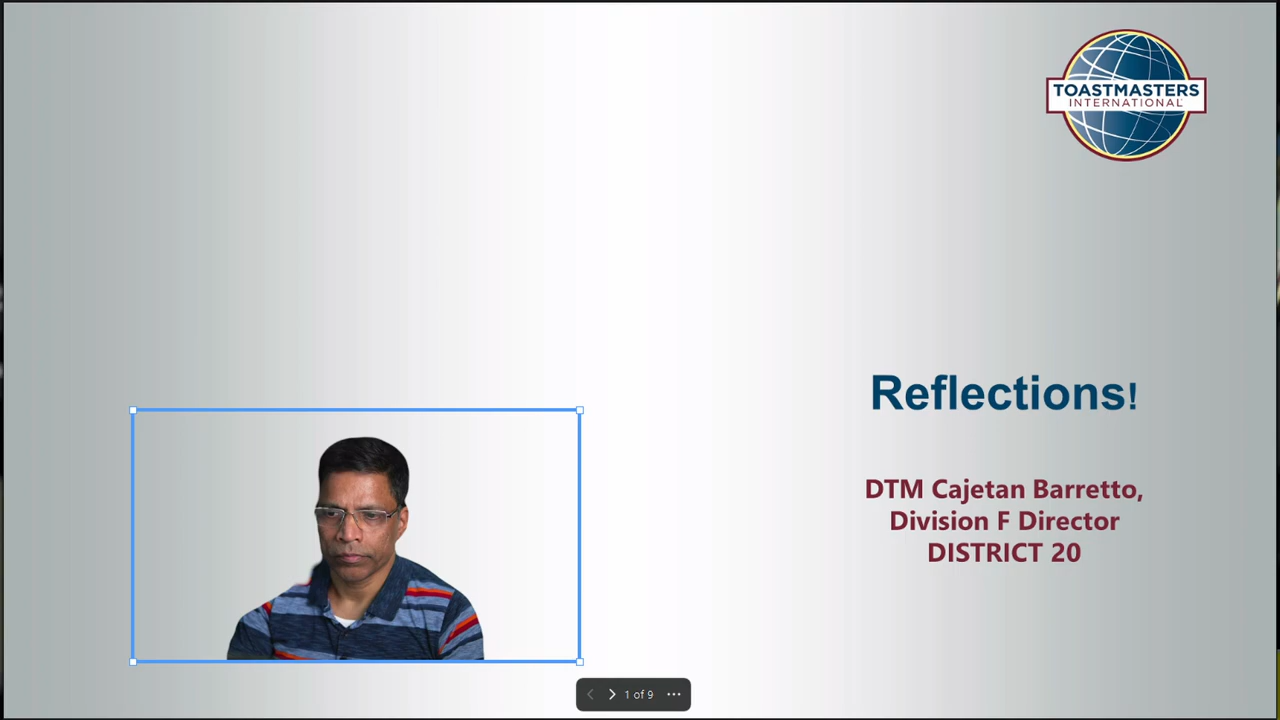 TOASTMASTERS
INTERNATIONAL
Reflections!
DTM Cajetan Barretto,
Division F Director
DISTRICT 20
1 of 9